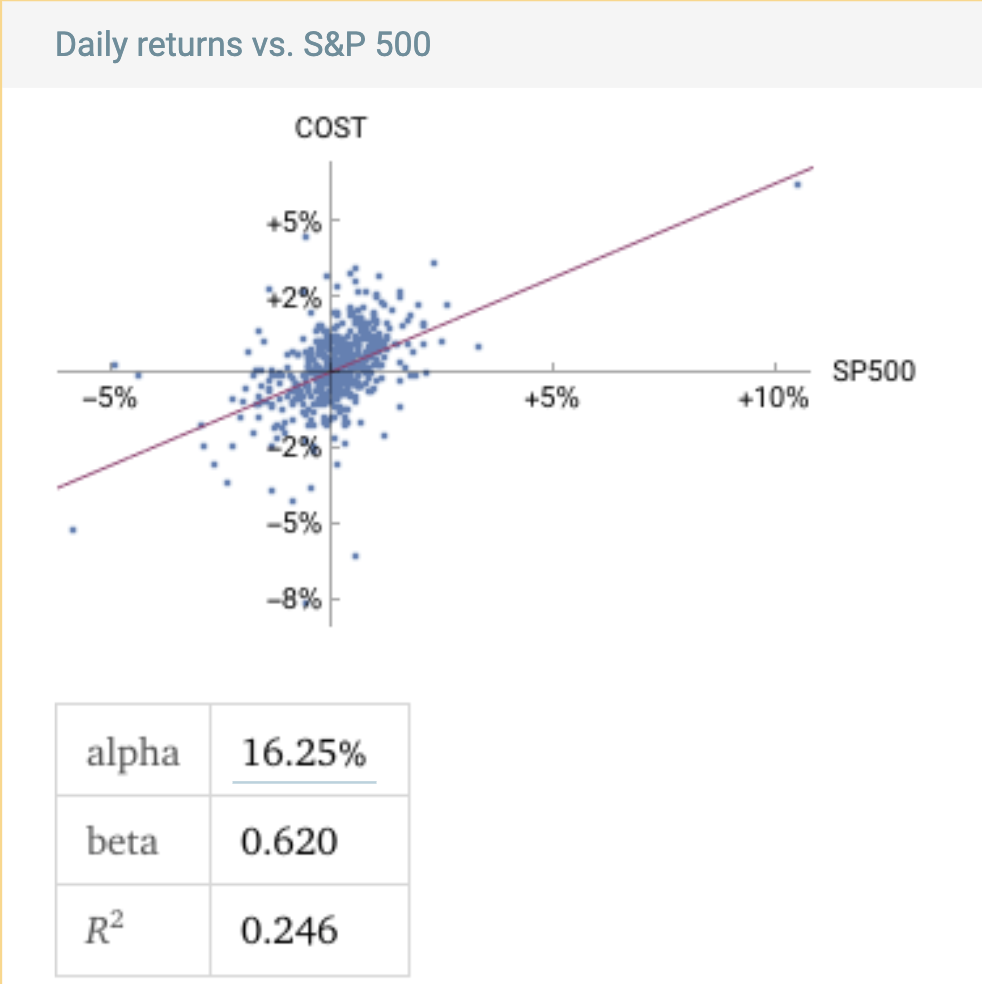 Daily returns vs. S&P 500
COST
+5%
+2%
SP500
−5%
+5%
+10%
−2%
−5%
−8%
alpha 16.25%
beta 0.620
R² 0.246